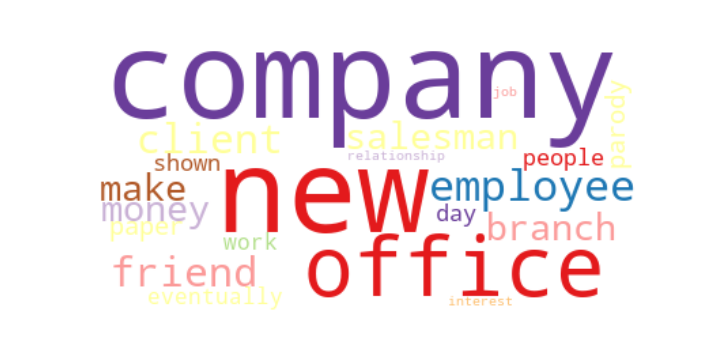 company
job
parody
client
salesman
relationship
shown
people
new
make
employee
money
day
paper
branch
work
office
friend
eventually
interest